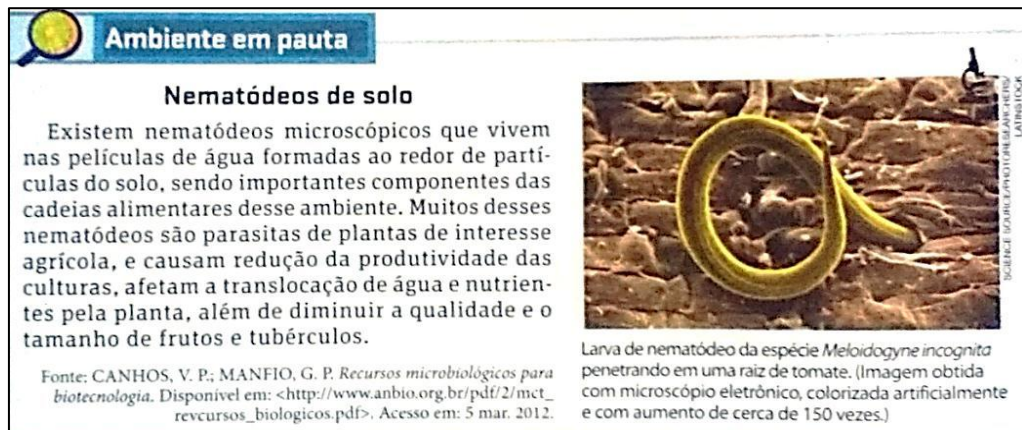 Ambiente em pauta
Nematódeos de solo
Existem nematódeos microscópicos que vivem
nas películas de água formadas ao redor de partí-
culas do solo, sendo importantes componentes das
cadeias alimentares desse ambiente. Muitos desses
nematódeos são parasitas de plantas de interesse
agrícola, e causam redução da produtividade das
culturas, afetam a translocação de água e nutrien-
tes pela planta, além de diminuir a qualidade e o
tamanho de frutos e tubérculos.
Fonte: CANHOS, V. P.; MANFIO, G. P. Recursos microbiológicos para
biotecnologia. Disponível em: <http://www.anbio.org.br/pdf/2/mct_
revcursos_biologicos.pdf>. Acesso em: 5 mar. 2012.
SCIENCE SOURCE/PHOTORESEARCHERS/
LATINSTOCK
Larva de nematódeo da espécie Meloidogyne incognita
penetrando em uma raiz de tomate. (Imagem obtida
com microscópio eletrônico, colorizada artificialmente
e com aumento de cerca de 150 vezes.)